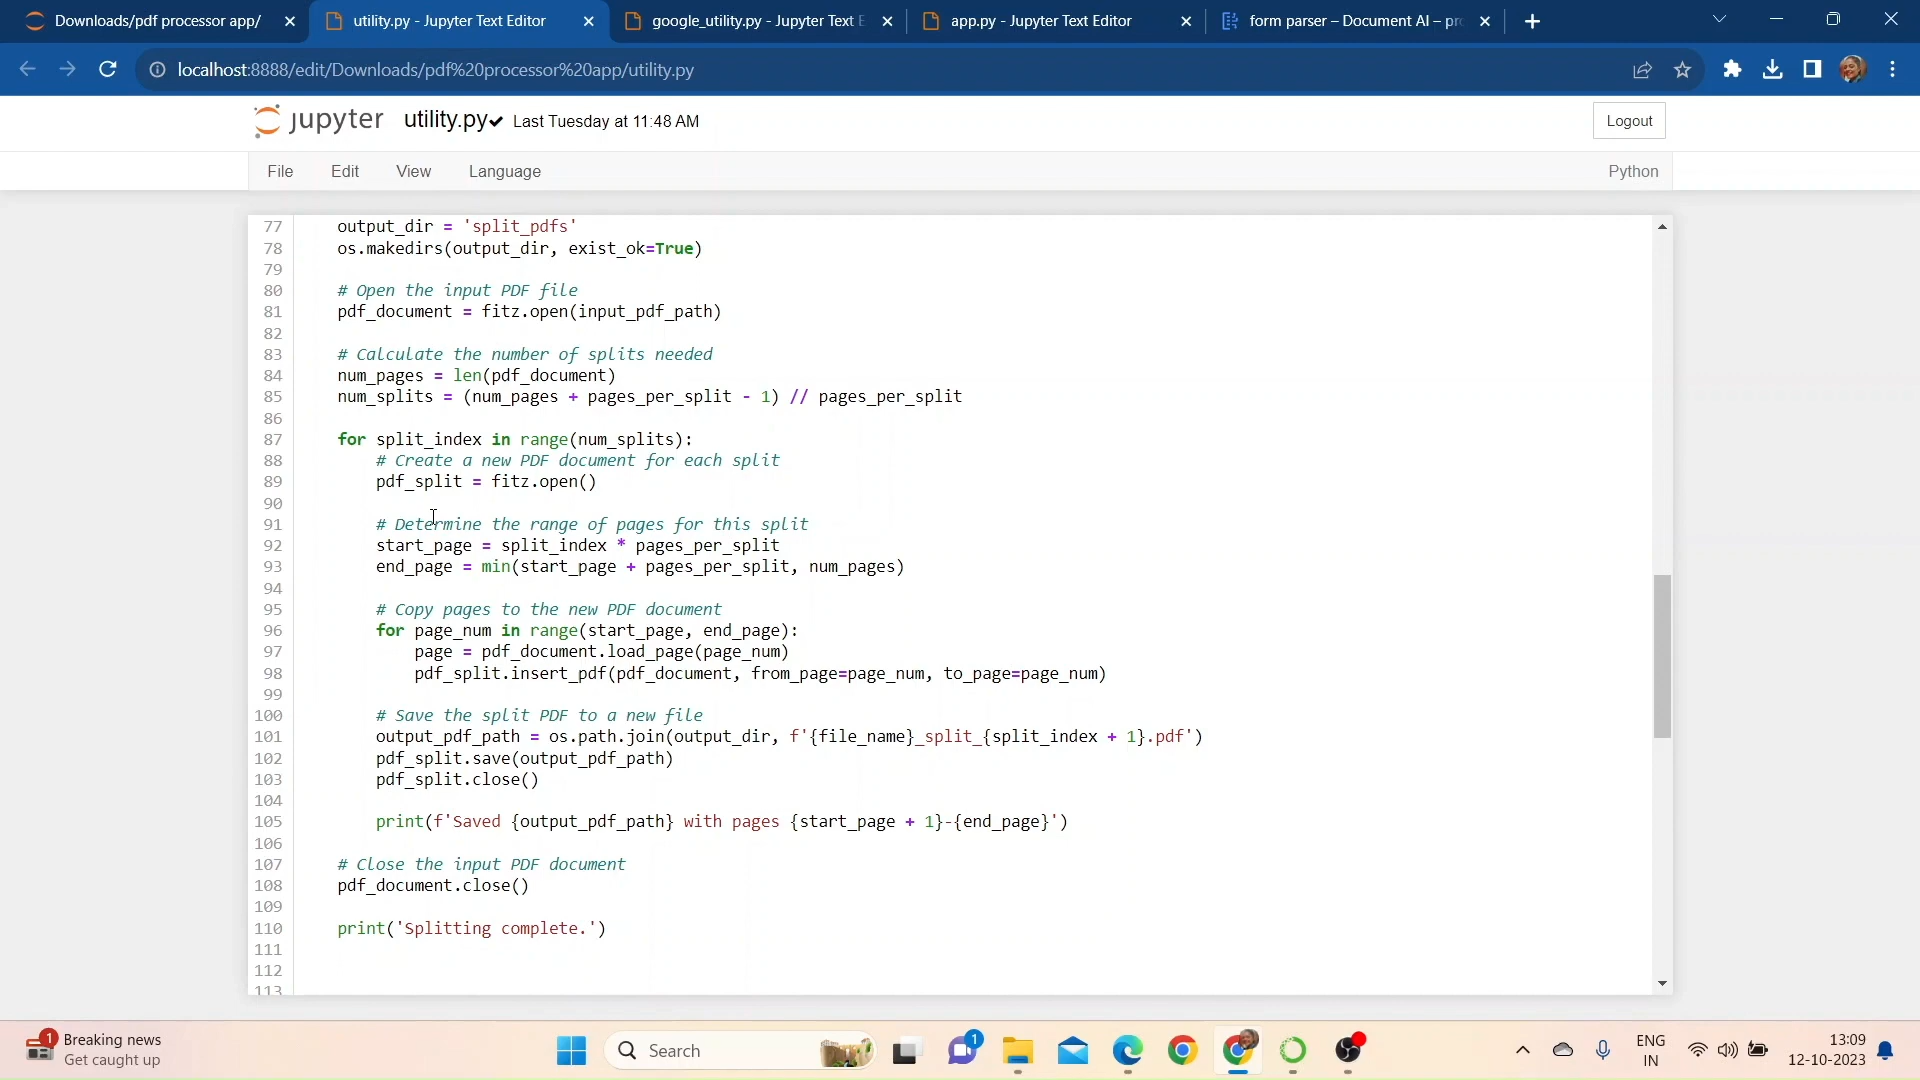 Downloads/pdf processor app/
utility.py - Jupyter Text Editor
google_utility.py - Jupyter Text E
app.py - Jupyter Text Editor
form parser – Document AI – pro
localhost:8888/edit/Downloads/pdf%20processor%20app/utility.py
jupyter utility.py✔ Last Tuesday at 11:48 AM
Logout
File Edit View Language
Python
77 output_dir = 'split_pdfs'
78 os.makedirs(output_dir, exist_ok=True)
79
80 # Open the input PDF file
81 pdf_document = fitz.open(input_pdf_path)
82
83 # Calculate the number of splits needed
84 num_pages = len(pdf_document)
85 num_splits = (num_pages + pages_per_split - 1) // pages_per_split
86
87 for split_index in range(num_splits):
88 # Create a new PDF document for each split
89 pdf_split = fitz.open()
90
91 # Determine the range of pages for this split
92 start_page = split_index * pages_per_split
93 end_page = min(start_page + pages_per_split, num_pages)
94
95 # Copy pages to the new PDF document
96 for page_num in range(start_page, end_page):
97 page = pdf_document.load_page(page_num)
98 pdf_split.insert_pdf(pdf_document, from_page=page_num, to_page=page_num)
99
100 # Save the split PDF to a new file
101 output_pdf_path = os.path.join(output_dir, f'{file_name}_split_{split_index + 1}.pdf')
102 pdf_split.save(output_pdf_path)
103 pdf_split.close()
104
105 print(f'Saved {output_pdf_path} with pages {start_page + 1}-{end_page}')
106
107 # Close the input PDF document
108 pdf_document.close()
109
110 print('Splitting complete.')
111
112
113
1 Breaking news
Get caught up
Search
1
ENG
IN
13:09
12-10-2023